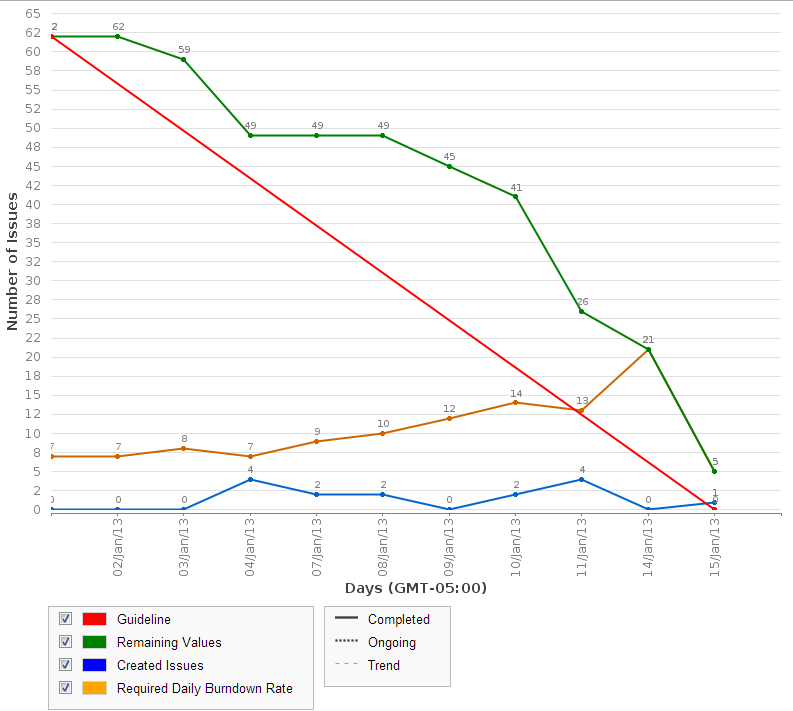 65
62
60
58
55
52
50
48
45
42
40
38
35
32
30
28
25
22
20
18
15
12
10
8
5
2
0
Number of Issues
2 62 59 49 49 49 45 41 26 21 5
7 7 8 7 9 10 12 14 13
0 0 0 4 2 2 0 2 4 0 1
02/Jan/13 03/Jan/13 04/Jan/13 07/Jan/13 08/Jan/13 09/Jan/13 10/Jan/13 11/Jan/13 14/Jan/13 15/Jan/13
Days (GMT-05:00)
Guideline
Remaining Values
Created Issues
Required Daily Burndown Rate
Completed
Ongoing
Trend